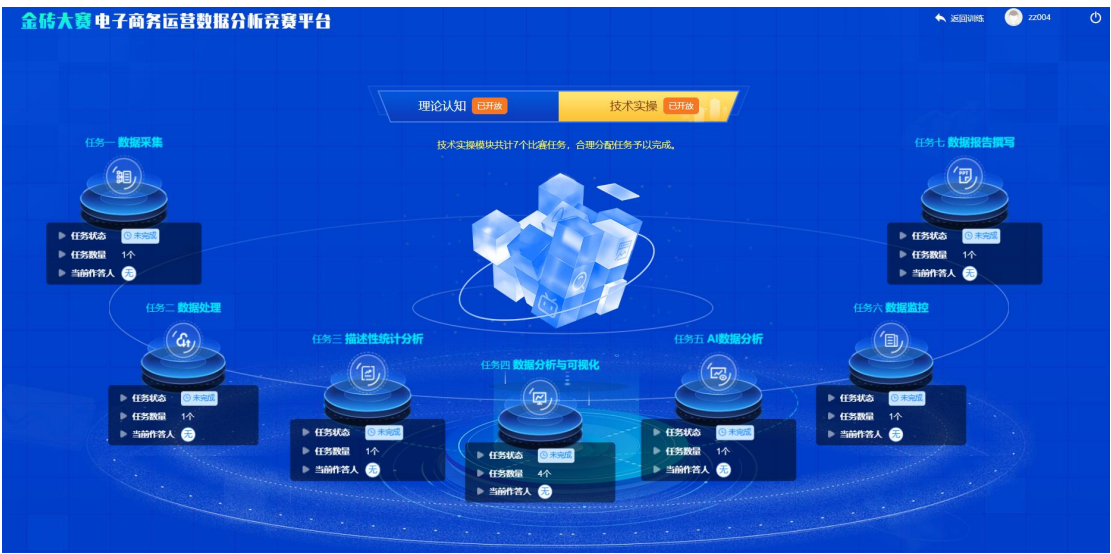 金砖大赛电子商务运营数据分析竞赛平台
返回训练
zz004
理论认知 已开放
技术实操 已开放
技术实操模块共计7个比赛任务，合理分配任务予以完成。
任务一 数据采集
任务状态 未完成
任务数量 1个
当前作答人 无
任务二 数据处理
任务状态 未完成
任务数量 1个
当前作答人 无
任务三 描述性统计分析
任务状态 未完成
任务数量 1个
当前作答人 无
任务四 数据分析与可视化
任务状态 未完成
任务数量 4个
当前作答人 无
任务五 AI数据分析
任务状态 未完成
任务数量 1个
当前作答人 无
任务六 数据监控
任务状态 未完成
任务数量 1个
当前作答人 无
任务七 数据报告撰写
任务状态 未完成
任务数量 1个
当前作答人 无